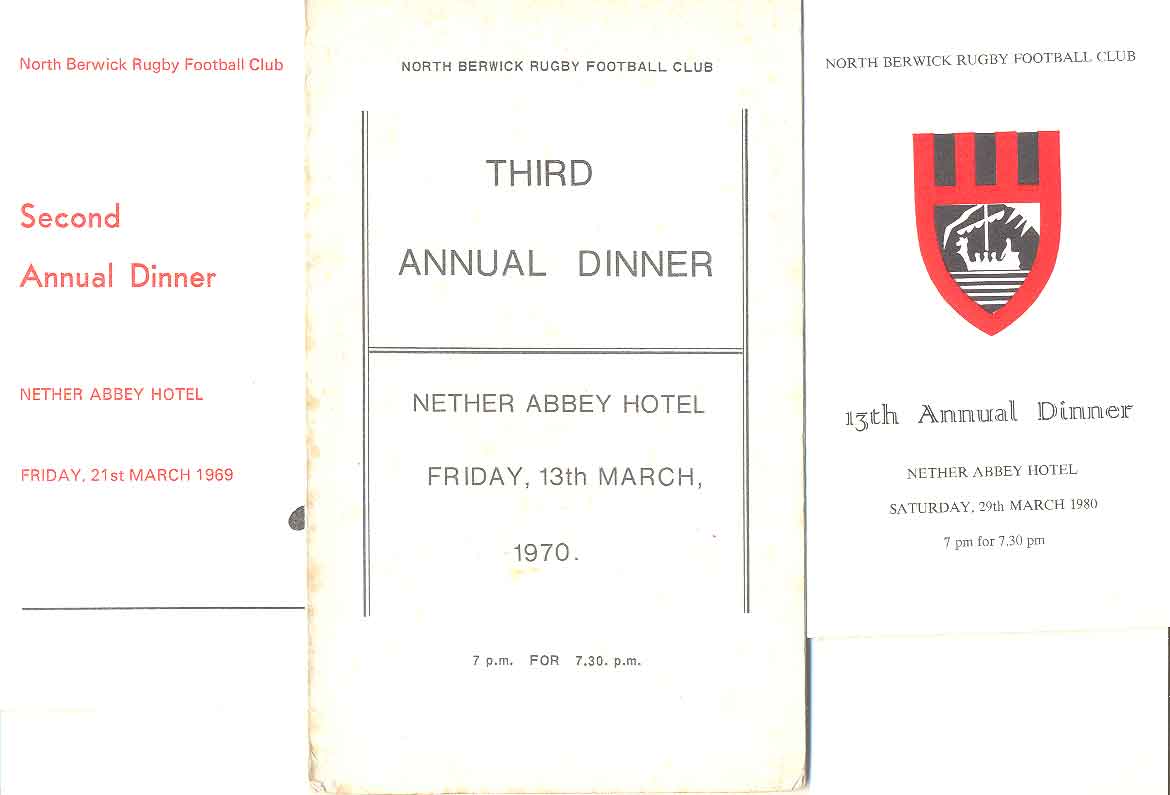 North Berwick Rugby Football Club
Second
Annual Dinner
NETHER ABBEY HOTEL
FRIDAY, 21st MARCH 1969
NORTH BERWICK RUGBY FOOTBALL CLUB
THIRD
ANNUAL DINNER
NETHER ABBEY HOTEL
FRIDAY, 13th MARCH,
1970.
7 p.m. FOR 7.30. p.m.
NORTH BERWICK RUGBY FOOTBALL CLUB
13th Annual Dinner
NETHER ABBEY HOTEL
SATURDAY, 29th MARCH 1980
7 pm for 7.30 pm